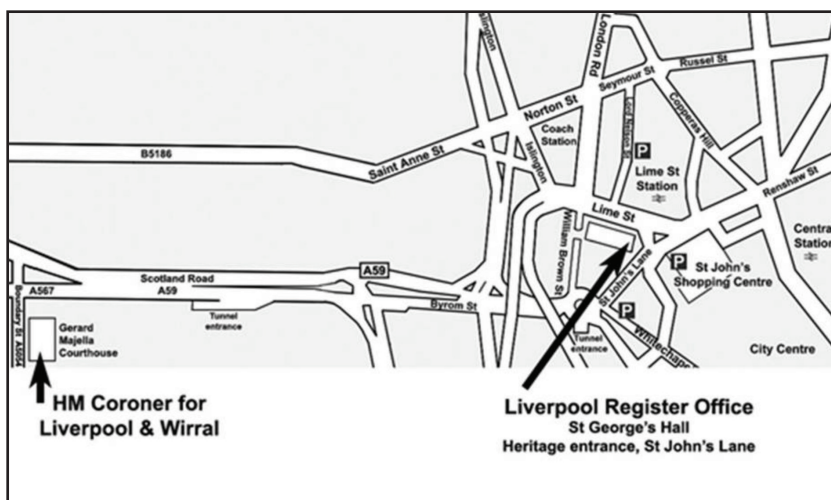 Islington
London Rd
Russel St
Seymour St
Norton St
Copperas Hill
Lord Nelson St
Coach
Station
P
B5186
Saint Anne St
Islington
Lime St
Station
Renshaw St
Lime St
William Brown St
Central
Station
A59
P
St John's
Shopping Centre
St John's Lane
Scotland Road
A567
A59
Byrom St
P
Tunnel
entrance
Tunnel
entrance
Whitechapel
City Centre
Boundary St A5054
Gerard
Majella
Courthouse
HM Coroner for
Liverpool & Wirral
Liverpool Register Office
St George's Hall
Heritage entrance, St John's Lane